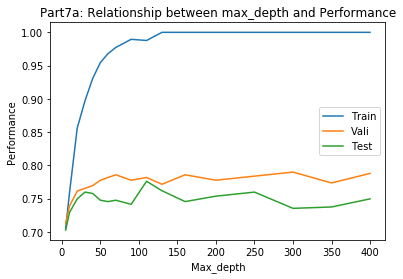 Part7a: Relationship between max_depth and Performance
1.00
0.95
0.90
0.85
0.80
0.75
0.70
Performance
Train
Vali
Test
0 50 100 150 200 250 300 350 400
Max_depth